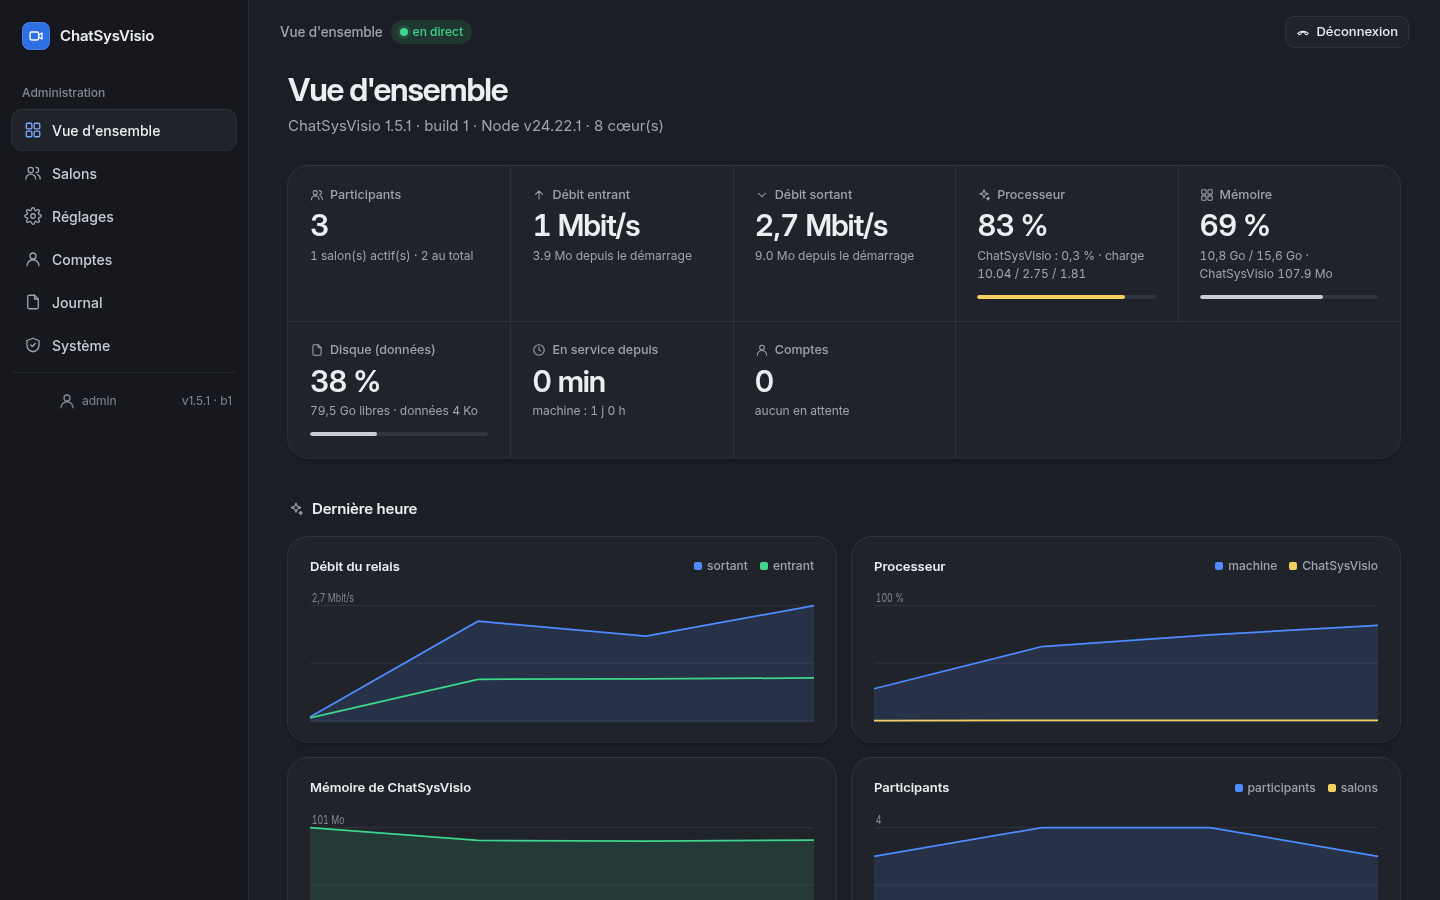 ChatSysVisio
Administration
Vue d'ensemble
Salons
Réglages
Comptes
Journal
Système
admin
v1.5.1 · b1
Vue d'ensemble
en direct
Déconnexion
Vue d'ensemble
ChatSysVisio 1.5.1 · build 1 · Node v24.22.1 · 8 cœur(s)
Participants
3
1 salon(s) actif(s) · 2 au total
Débit entrant
1 Mbit/s
3.9 Mo depuis le démarrage
Débit sortant
2,7 Mbit/s
9.0 Mo depuis le démarrage
Processeur
83 %
ChatSysVisio : 0,3 % · charge
10.04 / 2.75 / 1.81
Mémoire
69 %
10,8 Go / 15,6 Go ·
ChatSysVisio 107.9 Mo
Disque (données)
38 %
79,5 Go libres · données 4 Ko
En service depuis
0 min
machine : 1 j 0 h
Comptes
0
aucun en attente
Dernière heure
Débit du relais
sortant
entrant
2,7 Mbit/s
Processeur
machine
ChatSysVisio
100 %
Mémoire de ChatSysVisio
101 Mo
Participants
participants
salons
4